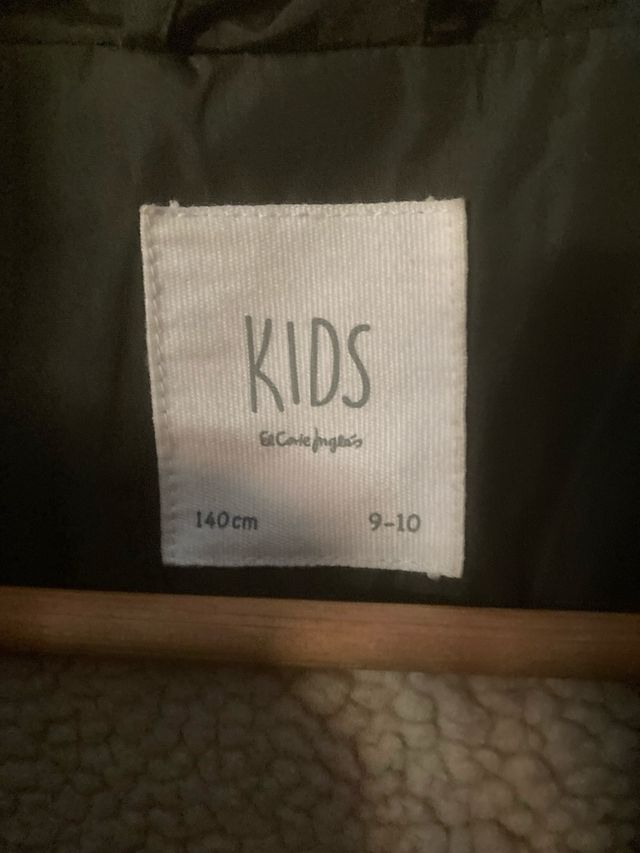 KIDS
El Corte Inglés
140cm 9-10